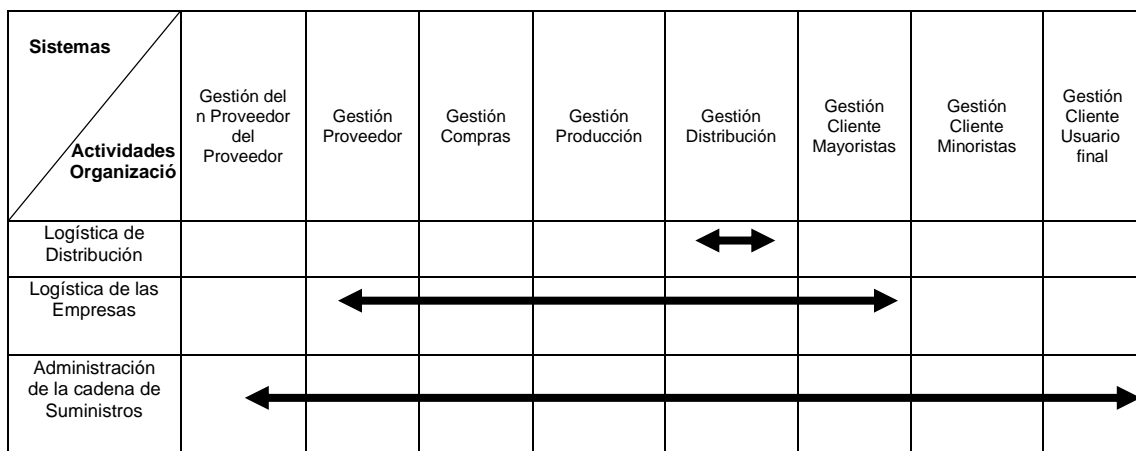 Sistemas
Actividades
Organizació
Gestión del
n Proveedor
del
Proveedor
Gestión
Proveedor
Gestión
Compras
Gestión
Producción
Gestión
Distribución
Gestión
Cliente
Mayoristas
Gestión
Cliente
Minoristas
Gestión
Cliente
Usuario
final
Logística de
Distribución
Logística de las
Empresas
Administración
de la cadena de
Suministros